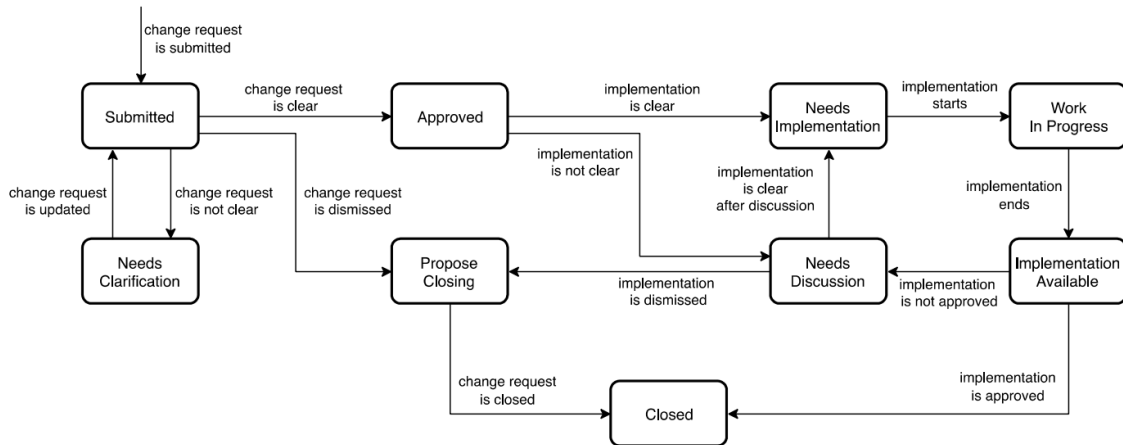 change request
is submitted
Submitted
change request
is clear
Approved
implementation
is clear
Needs
Implementation
implementation
starts
Work
In Progress
change request
is updated
change request
is not clear
change request
is dismissed
implementation
is not clear
implementation
is clear
after discussion
implementation
ends
Needs
Clarification
Propose
Closing
implementation
is dismissed
Needs
Discussion
implementation
is not approved
Implementation
Available
change request
is closed
Closed
implementation
is approved